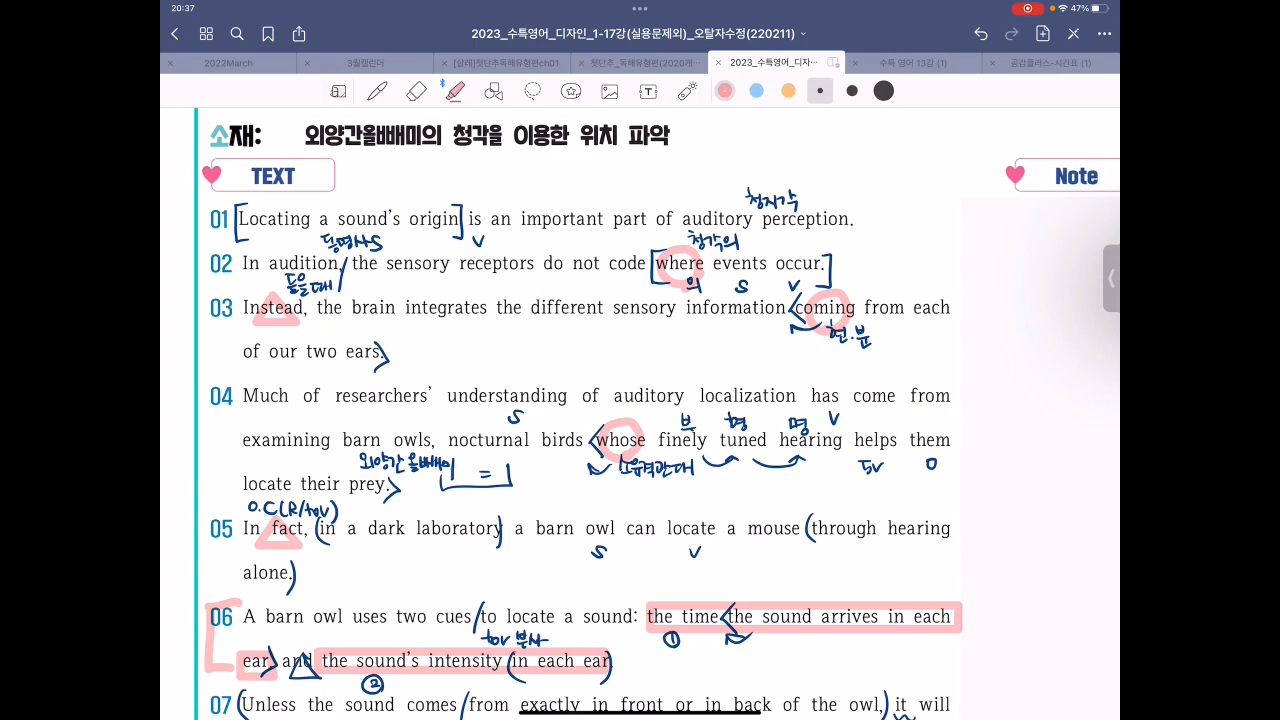 20:37
47%
2023_수특영어_디자인_1-17강(실용문제외)_오탈자수정(220211)
2022March
3월캘린더
[살레]첫단추독해유형편ch01
첫단추_독해유형편(2020개…
2023_수특영어_디자…
수특 영어 13강 (1)
공감플러스-시간표 (1)
소재: 외양간올빼미의 청각을 이용한 위치 파악
TEXT
Note
청지각
01 [Locating a sound's origin] is an important part of auditory perception.
동명사S V 청각의
02 In audition, / the sensory receptors do not code [where events occur.]
들을 때 의 S V
03 Instead, the brain integrates the different sensory information <coming from each
현.분
of our two ears.>
04 Much of researchers' understanding of auditory localization has come from
S 부 형 명 V
examining barn owls, nocturnal birds <whose finely tuned hearing helps them
외양간 올빼미 = 소유격관대 5V O
locate their prey.>
O.C(R/toV)
05 In fact, (in a dark laboratory) a barn owl can locate a mouse (through hearing
S V
alone.)
06 A barn owl uses two cues / to locate a sound: the time <the sound arrives in each
toV 부사 ①
ear> and the sound's intensity (in each ear)
②
07 (Unless the sound comes / from exactly in front or in back of the owl,) it will